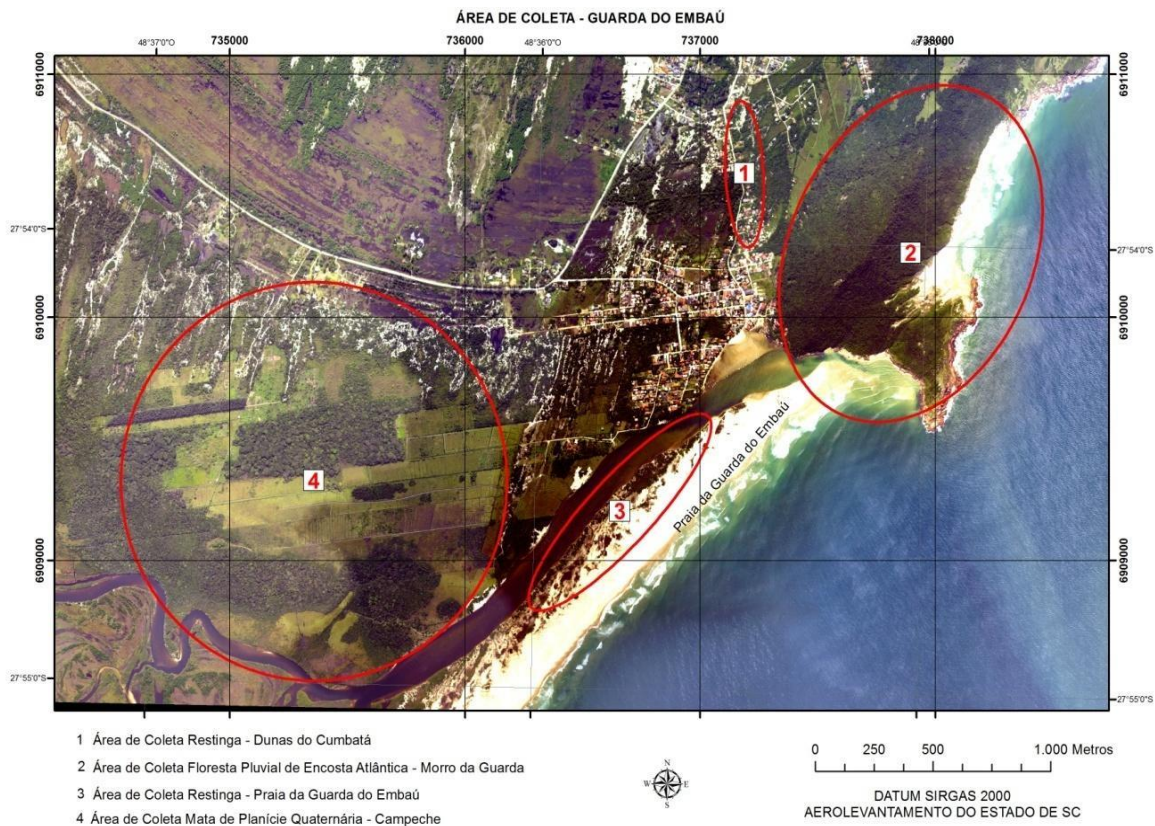 ÁREA DE COLETA - GUARDA DO EMBAÚ
48°37'0"O 735000 736000 48°36'0"O 737000 738000
6911000 6911000
1
27°54'0"S 2 27°54'0"S
6910000 6910000
Praia da Guarda do Embaú
4 3
6909000 6909000
27°55'0"S 27°55'0"S
1 Área de Coleta Restinga - Dunas do Cumbatá
2 Área de Coleta Floresta Pluvial de Encosta Atlântica - Morro da Guarda
3 Área de Coleta Restinga - Praia da Guarda do Embaú
4 Área de Coleta Mata de Planície Quaternária - Campeche
N
W E
S
0 250 500 1.000 Metros
DATUM SIRGAS 2000
AEROLEVANTAMENTO DO ESTADO DE SC